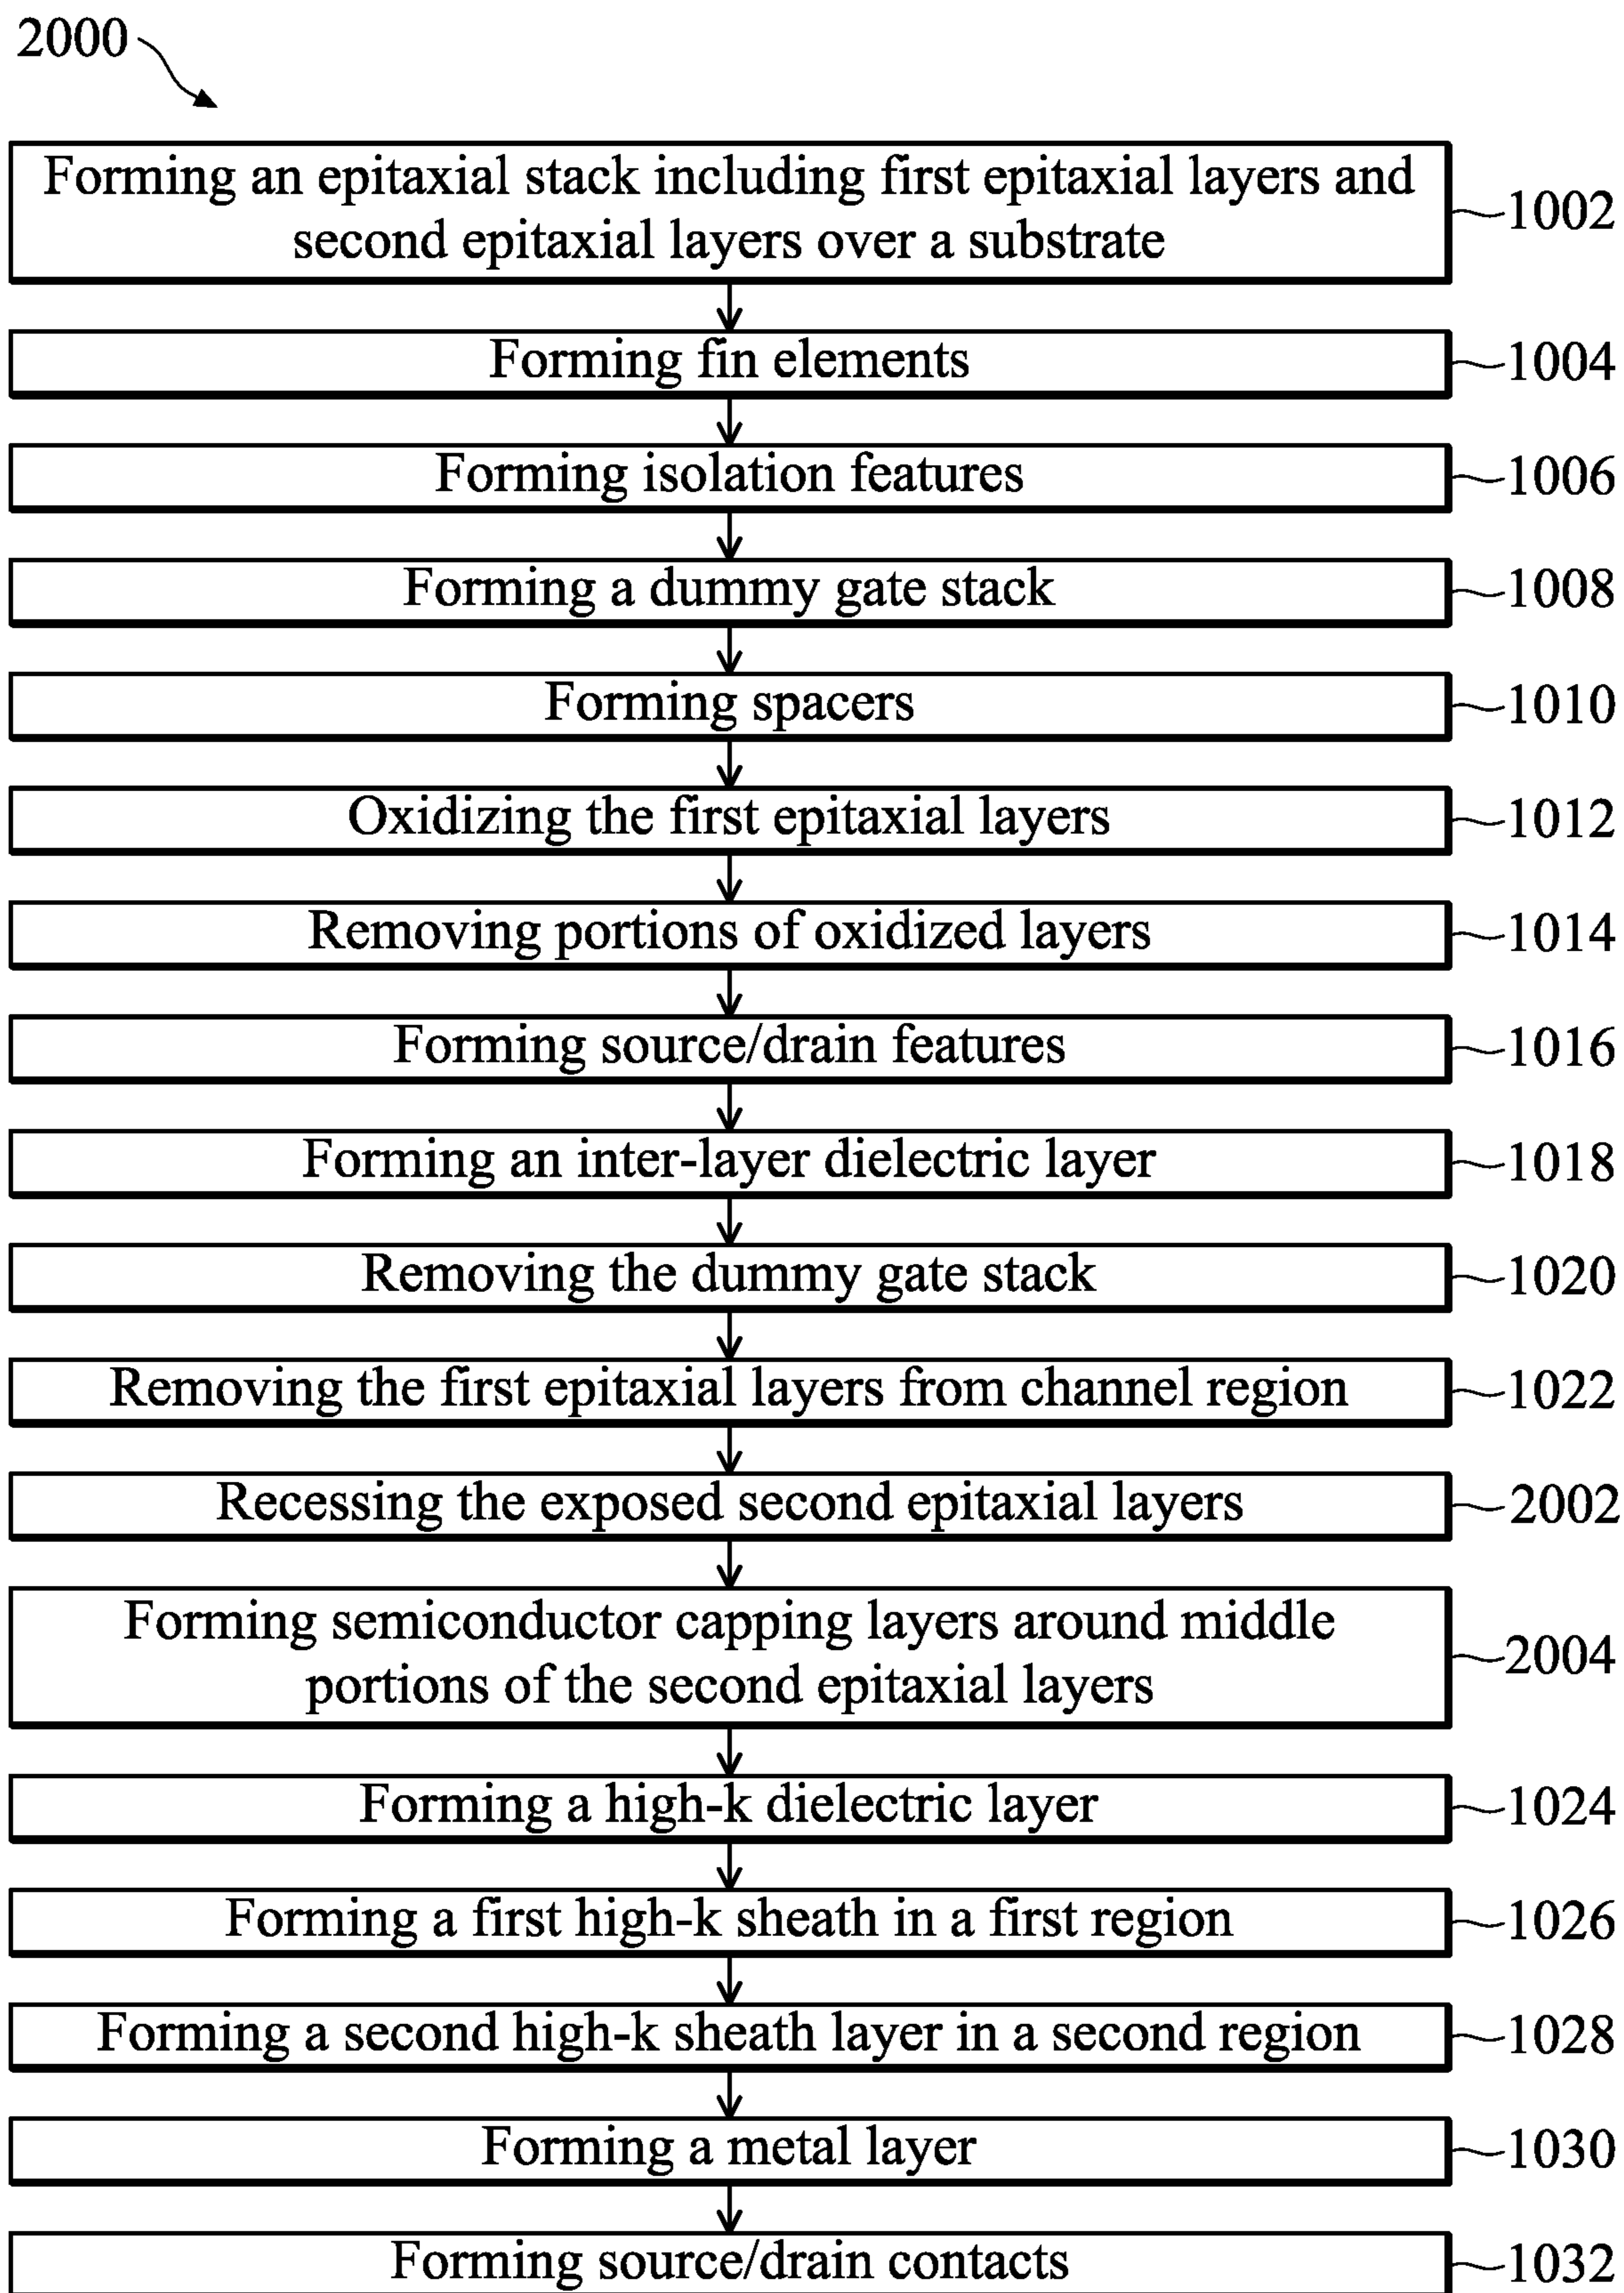 2000
Forming an epitaxial stack including first epitaxial layers and
second epitaxial layers over a substrate
1002
Forming fin elements
1004
Forming isolation features
1006
Forming a dummy gate stack
1008
Forming spacers
1010
Oxidizing the first epitaxial layers
1012
Removing portions of oxidized layers
1014
Forming source/drain features
1016
Forming an inter-layer dielectric layer
1018
Removing the dummy gate stack
1020
Removing the first epitaxial layers from channel region
1022
Recessing the exposed second epitaxial layers
2002
Forming semiconductor capping layers around middle
portions of the second epitaxial layers
2004
Forming a high-k dielectric layer
1024
Forming a first high-k sheath in a first region
1026
Forming a second high-k sheath layer in a second region
1028
Forming a metal layer
1030
Forming source/drain contacts
1032